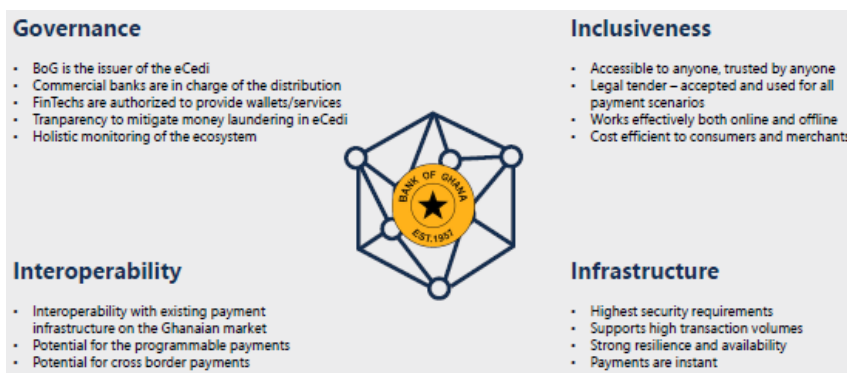 Governance
▪ BoG is the issuer of the eCedi
▪ Commercial banks are in charge of the distribution
▪ FinTechs are authorized to provide wallets/services
▪ Tranparency to mitigate money laundering in eCedi
▪ Holistic monitoring of the ecosystem
Inclusiveness
▪ Accessible to anyone, trusted by anyone
▪ Legal tender – accepted and used for all
payment scenarios
▪ Works effectively both online and offline
▪ Cost efficient to consumers and merchants
BANK OF GHANA
EST.1957
Interoperability
▪ Interoperability with existing payment
infrastructure on the Ghanaian market
▪ Potential for the programmable payments
▪ Potential for cross border payments
Infrastructure
▪ Highest security requirements
▪ Supports high transaction volumes
▪ Strong resilience and availability
▪ Payments are instant